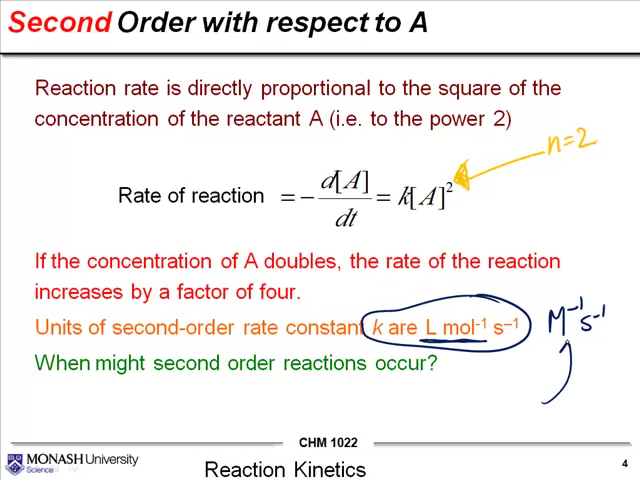 Second Order with respect to A
Reaction rate is directly proportional to the square of the
concentration of the reactant A (i.e. to the power 2)
n=2
Rate of reaction = − d[A]/dt = k[A]²
If the concentration of A doubles, the rate of the reaction
increases by a factor of four.
Units of second-order rate constant k are L mol⁻¹ s⁻¹
M⁻¹s⁻¹
When might second order reactions occur?
CHM 1022
MONASH University
Science
Reaction Kinetics
4